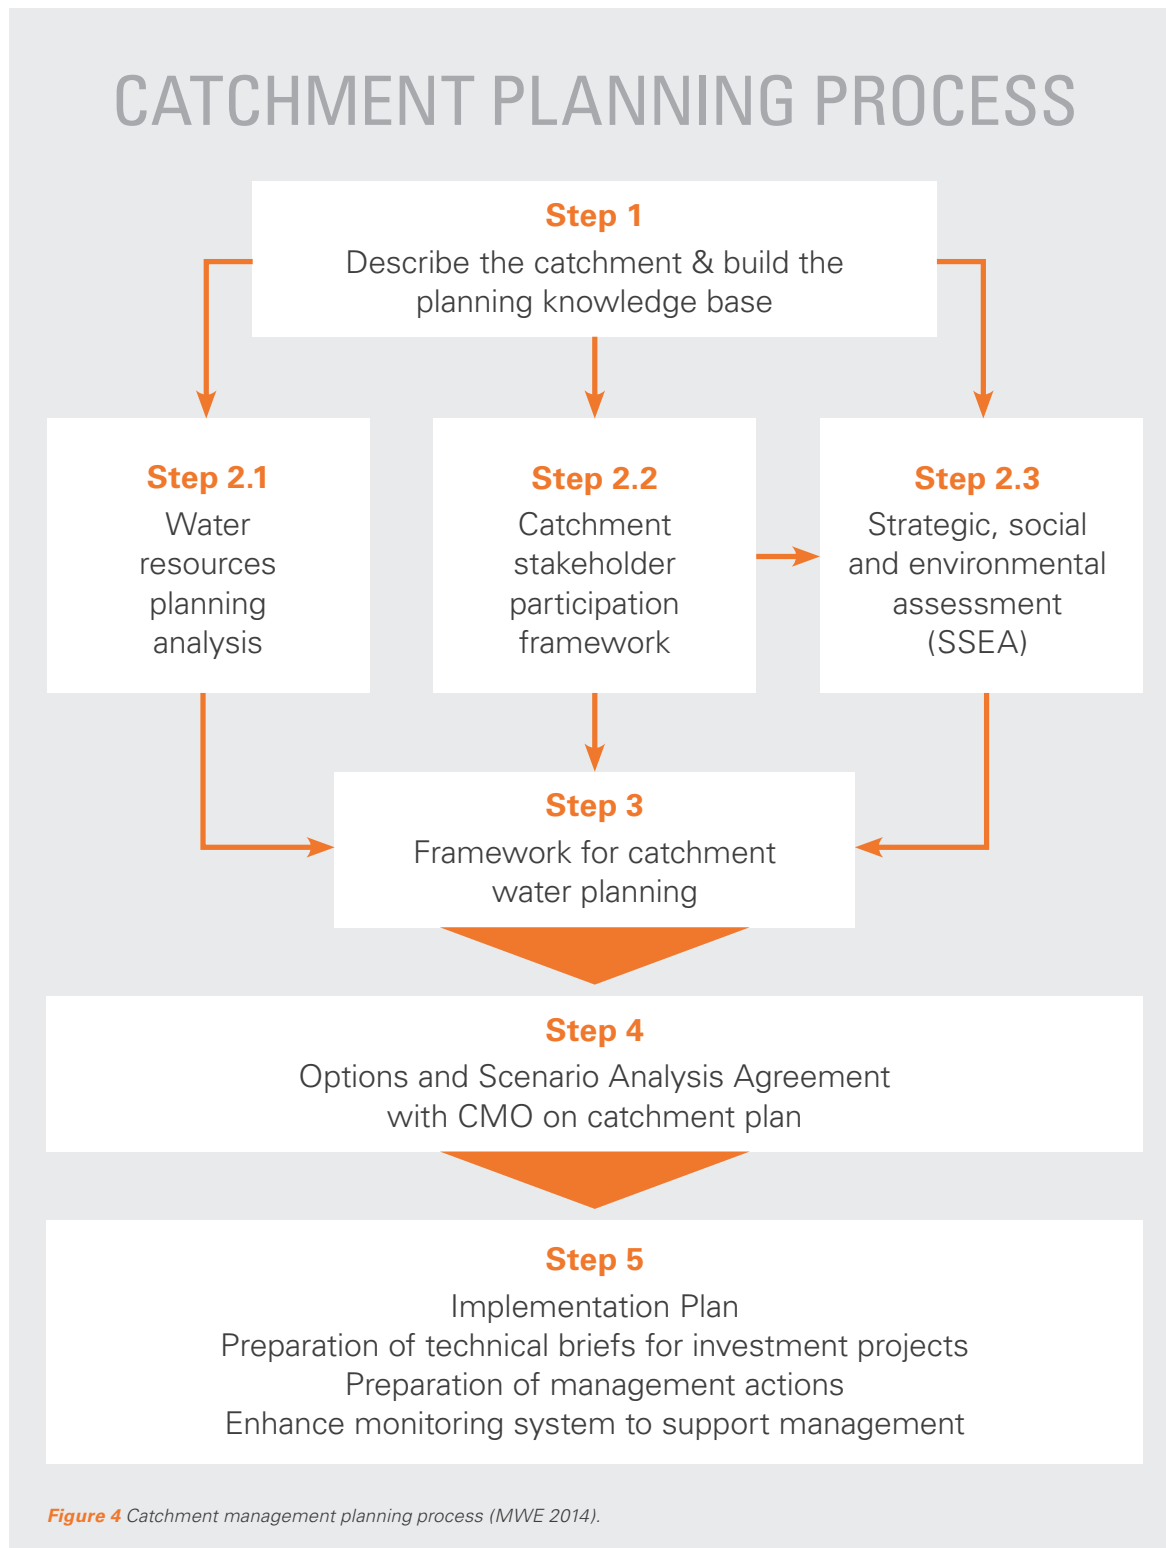 CATCHMENT PLANNING PROCESS
Step 1
Describe the catchment & build the
planning knowledge base
Step 2.1
Water
resources
planning
analysis
Step 2.2
Catchment
stakeholder
participation
framework
Step 2.3
Strategic, social
and environmental
assessment
(SSEA)
Step 3
Framework for catchment
water planning
Step 4
Options and Scenario Analysis Agreement
with CMO on catchment plan
Step 5
Implementation Plan
Preparation of technical briefs for investment projects
Preparation of management actions
Enhance monitoring system to support management
Figure 4 Catchment management planning process (MWE 2014).